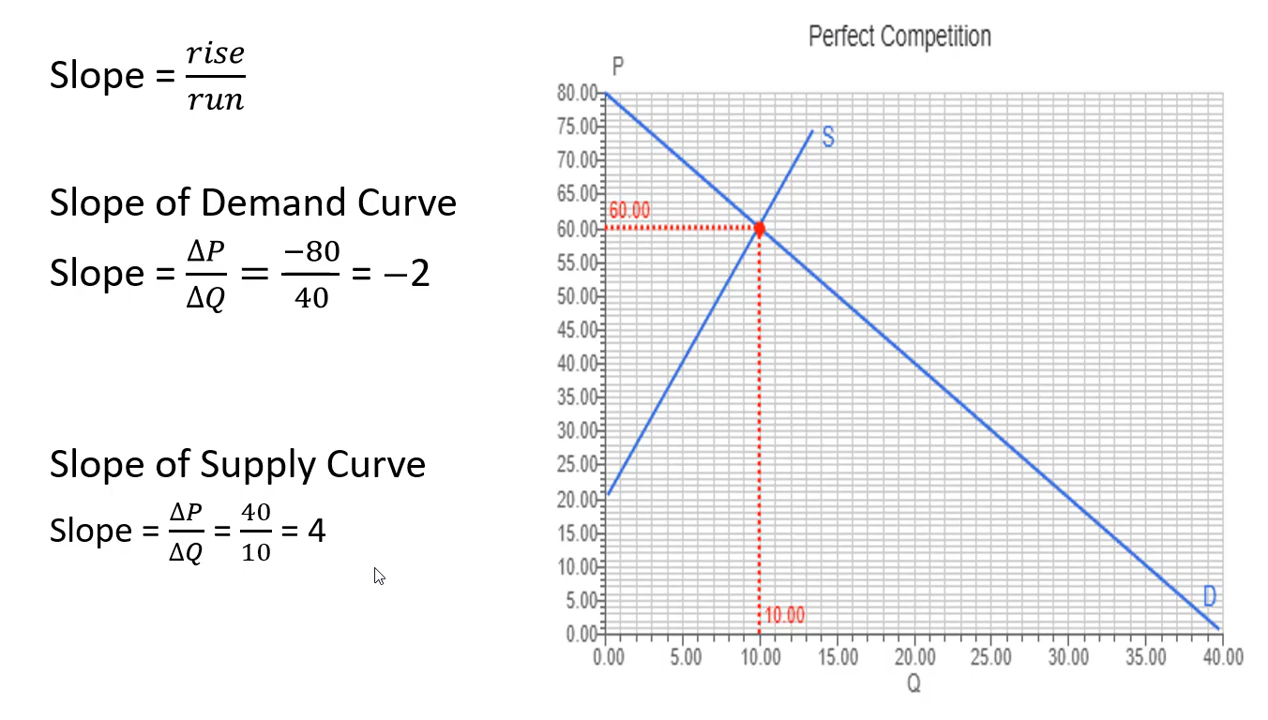 Slope = rise/run
Slope of Demand Curve
Slope = ΔP/ΔQ = −80/40 = −2
Slope of Supply Curve
Slope = ΔP/ΔQ = 40/10 = 4
Perfect Competition
P
80.00
75.00
S
70.00
65.00
60.00
60.00
55.00
50.00
45.00
40.00
35.00
30.00
25.00
20.00
15.00
10.00
5.00
D
10.00
0.00
0.00 5.00 10.00 15.00 20.00 25.00 30.00 35.00 40.00
Q